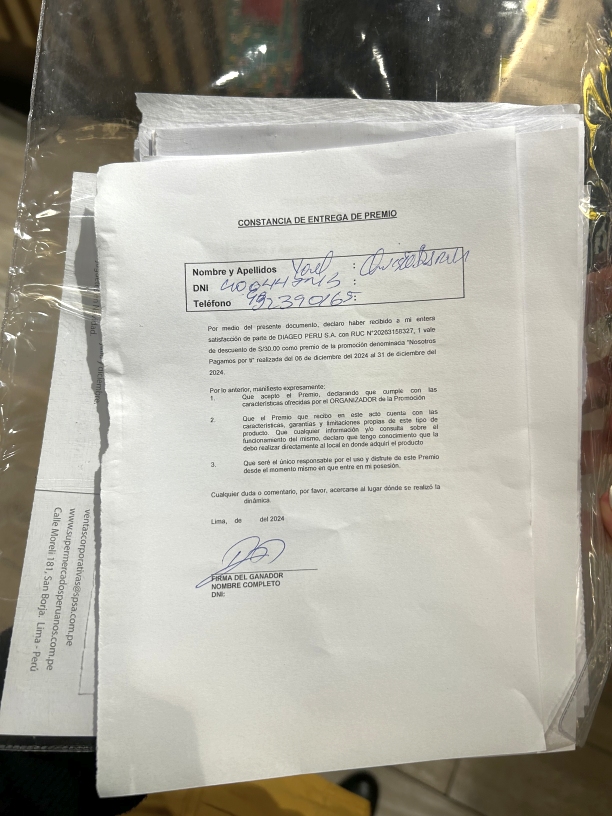 CONSTANCIA DE ENTREGA DE PREMIO
Nombre y Apellidos Yoel :
DNI
Teléfono :
Por medio del presente documento, declaro haber recibido a mi entera
satisfacción de parte de DIAGEO PERU S.A. con RUC N°20263158327, 1 vale
de descuento de S/30.00 como premio de la promoción denominada "Nosotros
Pagamos por ti" realizada del 06 de diciembre del 2024 al 31 de diciembre del
2024.
Por lo anterior, manifiesto expresamente:
1. Que acepto el Premio, declarando que cumple con las
características ofrecidas por el ORGANIZADOR de la Promoción
2. Que el Premio que recibo en este acto cuenta con las
características, garantías y limitaciones propias de este tipo de
producto. Que cualquier información y/o consulta sobre el
funcionamiento del mismo, declaro que tengo conocimiento que la
debo realizar directamente al local en donde adquirí el producto
3. Que seré el único responsable por el uso y disfrute de este Premio
desde el momento mismo en que entre en mi posesión.
Cualquier duda o comentario, por favor, acercarse al lugar dónde se realizó la
dinámica.
Lima, de del 2024
FIRMA DEL GANADOR
NOMBRE COMPLETO
DNI:
ventascorporativas@spsa.com.pe
www.supermercadosperuanos.com.pe
Calle Moreli 181, San Borja. Lima - Perú